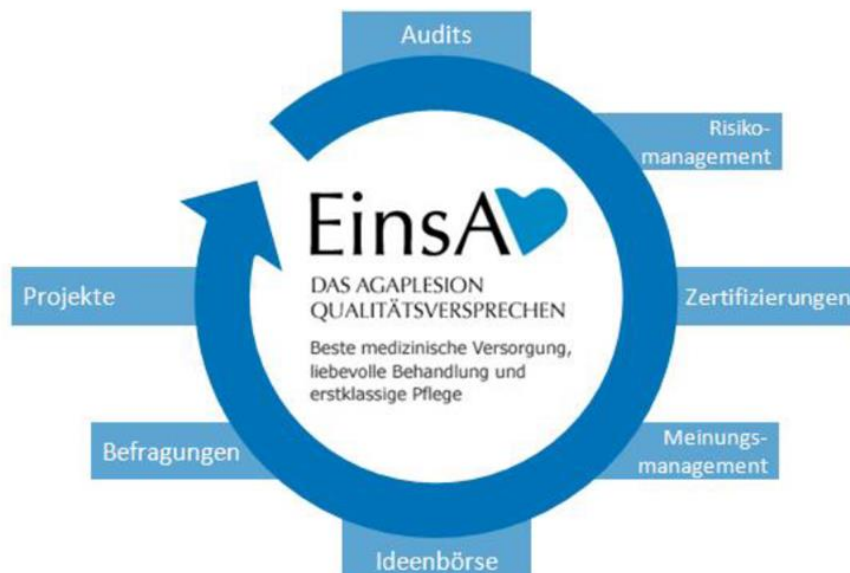 Audits
Risiko-
management
EinsA
DAS AGAPLESION
QUALITÄTSVERSPRECHEN
Beste medizinische Versorgung,
liebevolle Behandlung und
erstklassige Pflege
Projekte
Zertifizierungen
Befragungen
Meinungs-
management
Ideenbörse